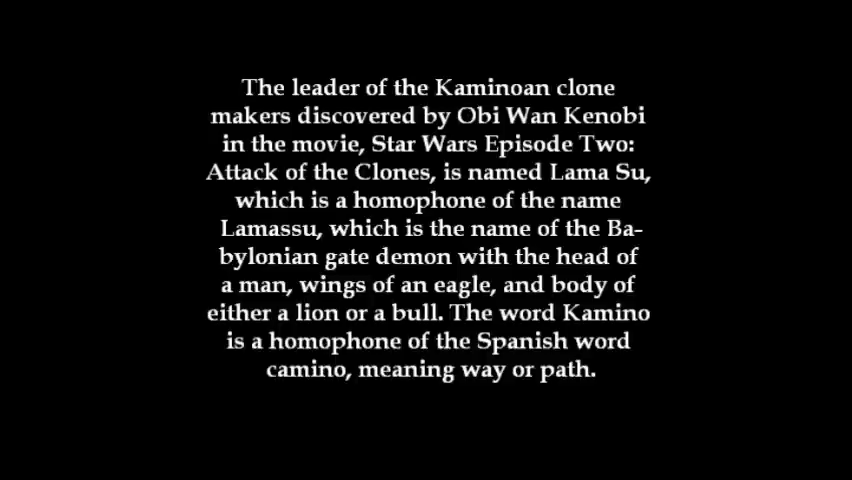 The leader of the Kaminoan clone
makers discovered by Obi Wan Kenobi
in the movie, Star Wars Episode Two:
Attack of the Clones, is named Lama Su,
which is a homophone of the name
Lamassu, which is the name of the Ba-
bylonian gate demon with the head of
a man, wings of an eagle, and body of
either a lion or a bull. The word Kamino
is a homophone of the Spanish word
camino, meaning way or path.